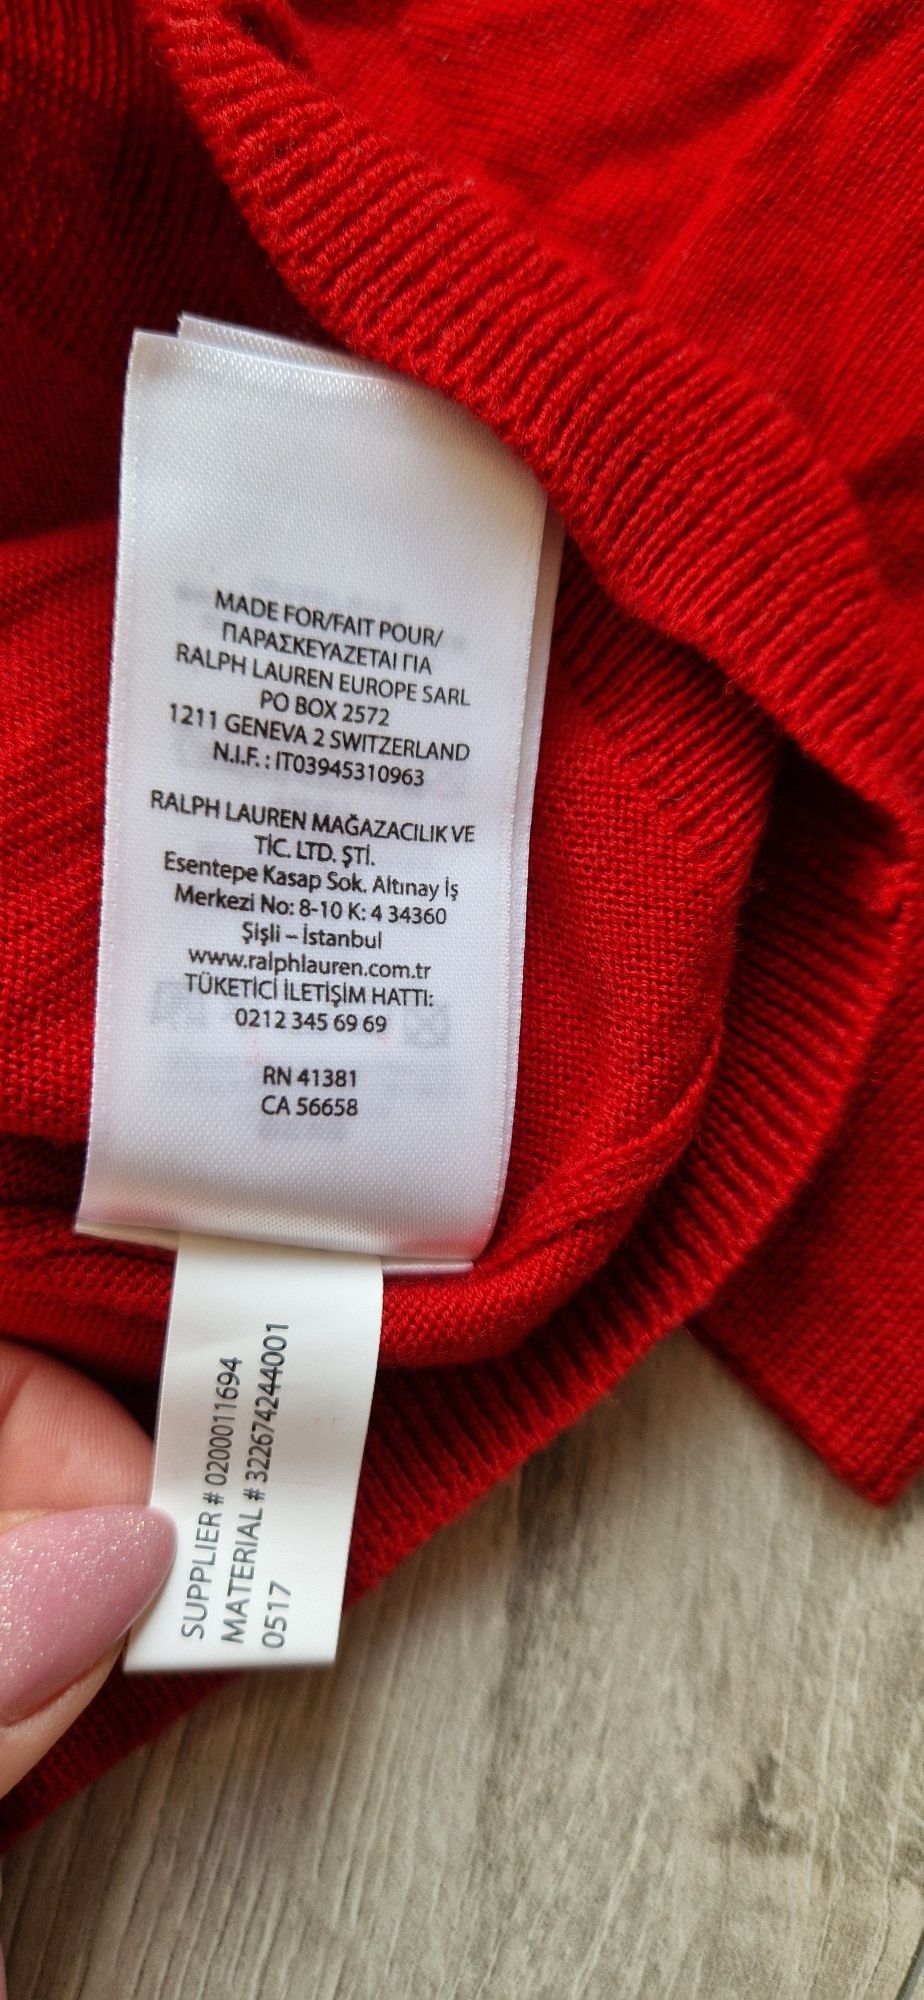 MADE FOR/FAIT POUR/
ΠΑΡΑΣΚΕΥΑΖΕΤΑΙ ΓΙΑ
RALPH LAUREN EUROPE SARL
PO BOX 2572
1211 GENEVA 2 SWITZERLAND
N.I.F. : IT03945310963
RALPH LAUREN MAĞAZACILIK VE
TİC. LTD. ŞTİ.
Esentepe Kasap Sok. Altınay İş
Merkezi No: 8-10 K: 4 34360
Şişli – İstanbul
www.ralphlauren.com.tr
TÜKETİCİ İLETİŞİM HATTI:
0212 345 69 69
RN 41381
CA 56658
SUPPLIER # 0200011694
MATERIAL # 322674244001
0517